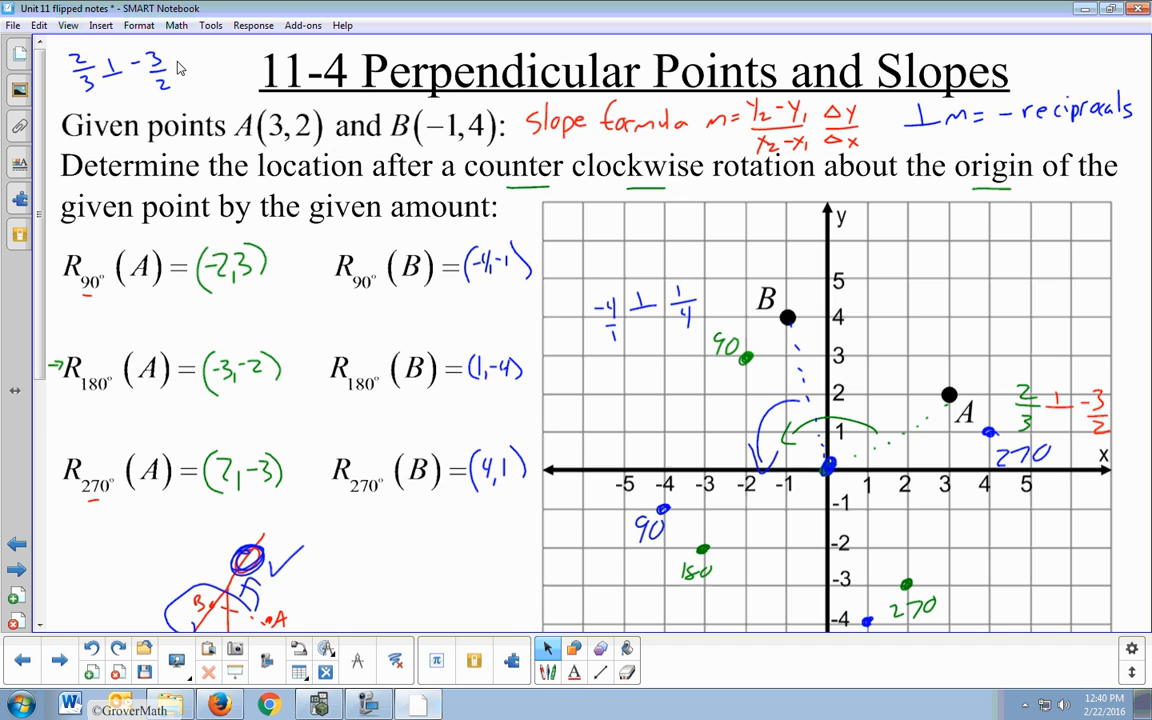 Unit 11 flipped notes * - SMART Notebook
File Edit View Insert Format Math Tools Response Add-ons Help
2/3 ⊥ -3/2
11-4 Perpendicular Points and Slopes
Given points A(3,2) and B(−1,4): Slope formula m = y₂-y₁/x₂-x₁ Δy/Δx ⊥m = - reciprocals
Determine the location after a counter clockwise rotation about the origin of the
given point by the given amount:
R90° (A) = (-2,3) R90° (B) = (-4,-1)
R180° (A) = (-3,-2) R180° (B) = (1,-4)
R270° (A) = (2,-3) R270° (B) = (4,1)
B A
y
5
-4/1 ⊥ 1/4 B 4
90 3
2 A 2/3 ⊥ -3/2
1 270
x
-5 -4 -3 -2 -1 1 2 3 4 5
-1
90
-2
180
-3
270
-4
©GroverMath
12:40 PM
2/22/2016